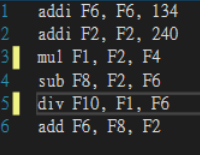 1 addi F6, F6, 134
2 addi F2, F2, 240
3 mul F1, F2, F4
4 sub F8, F2, F6
5 div F10, F1, F6
6 add F6, F8, F2